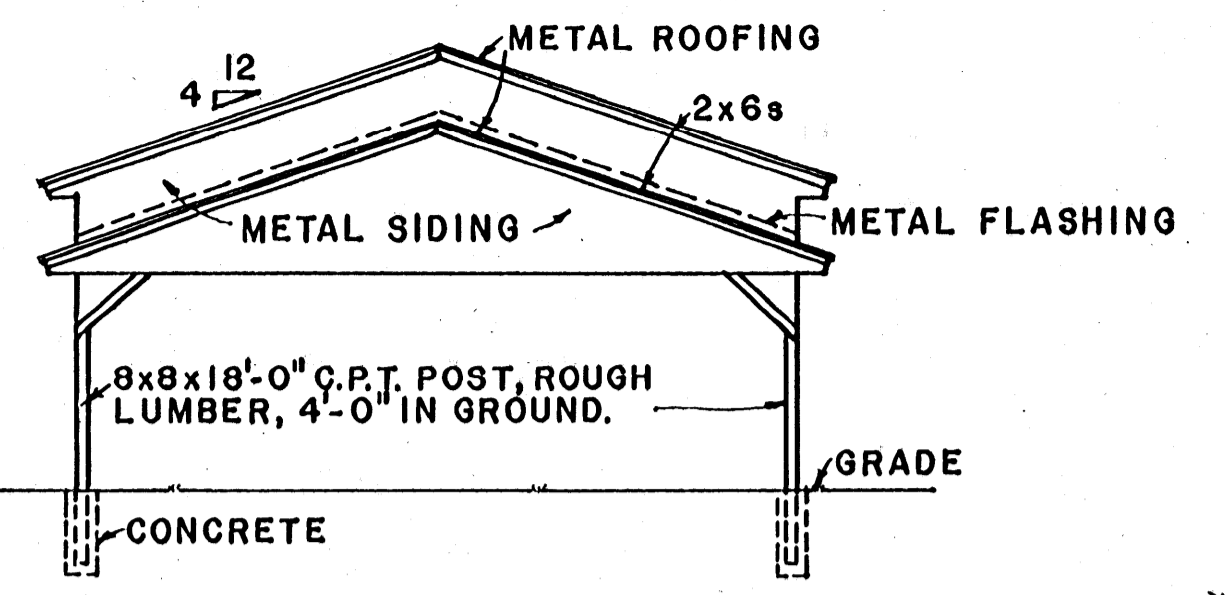 METAL ROOFING
12
4
2x6s
METAL SIDING
METAL FLASHING
8x8x18'-0" C.P.T. POST, ROUGH
LUMBER, 4'-0" IN GROUND.
GRADE
CONCRETE